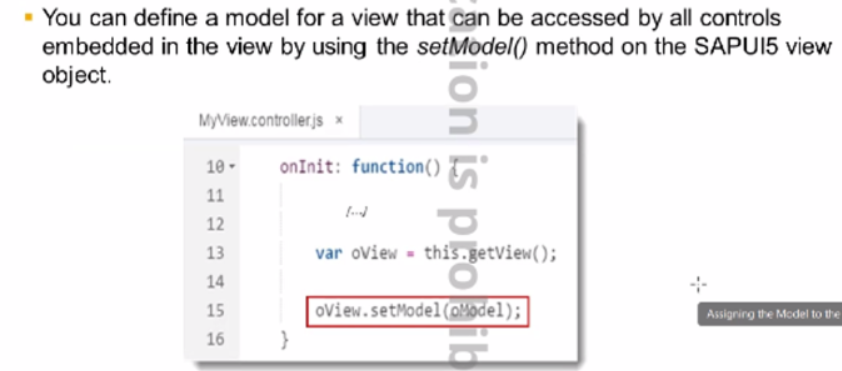 ▪ You can define a model for a view that can be accessed by all controls
embedded in the view by using the setModel() method on the SAPUI5 view
object.
MyView.controller.js ×
10 onInit: function() {
11
12 /.../
13 var oView = this.getView();
14
15 oView.setModel(oModel);
16 }
Assigning the Model to the
is prohib